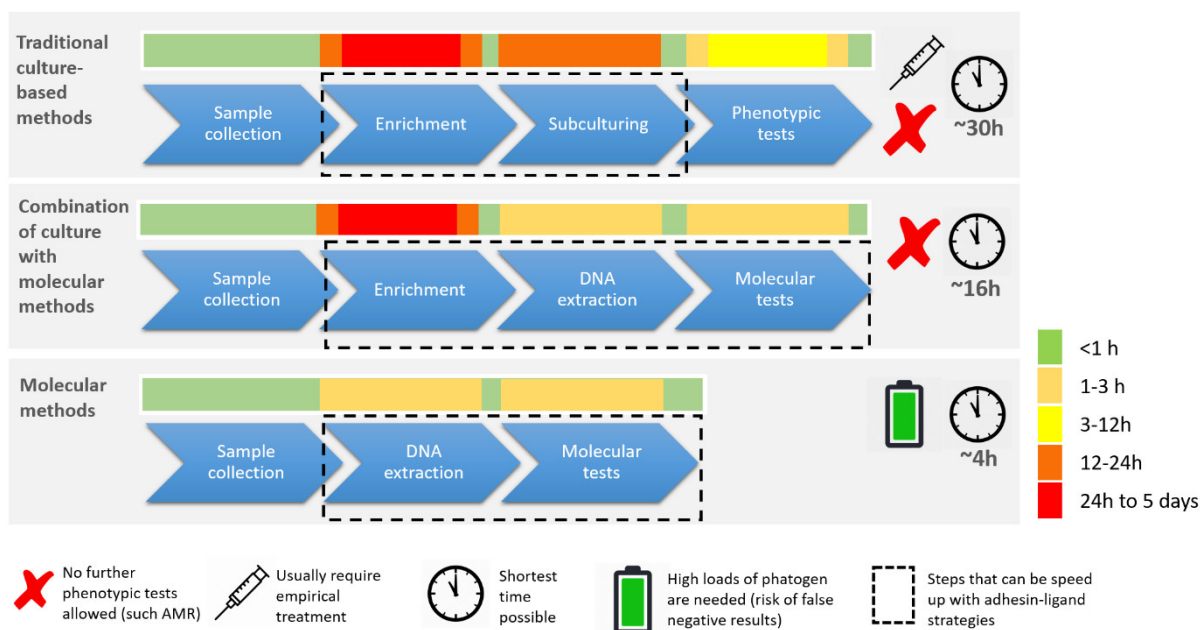 Traditional
culture-
based
methods
Sample
collection
Enrichment
Subculturing
Phenotypic
tests
~30h
Combination
of culture
with
molecular
methods
Sample
collection
Enrichment
DNA
extraction
Molecular
tests
~16h
Molecular
methods
Sample
collection
DNA
extraction
Molecular
tests
~4h
<1 h
1-3 h
3-12h
12-24h
24h to 5 days
No further
phenotypic tests
allowed (such AMR)
Usually require
empirical
treatment
Shortest
time
possible
High loads of phatogen
are needed (risk of false
negative results)
Steps that can be speed
up with adhesin-ligand
strategies